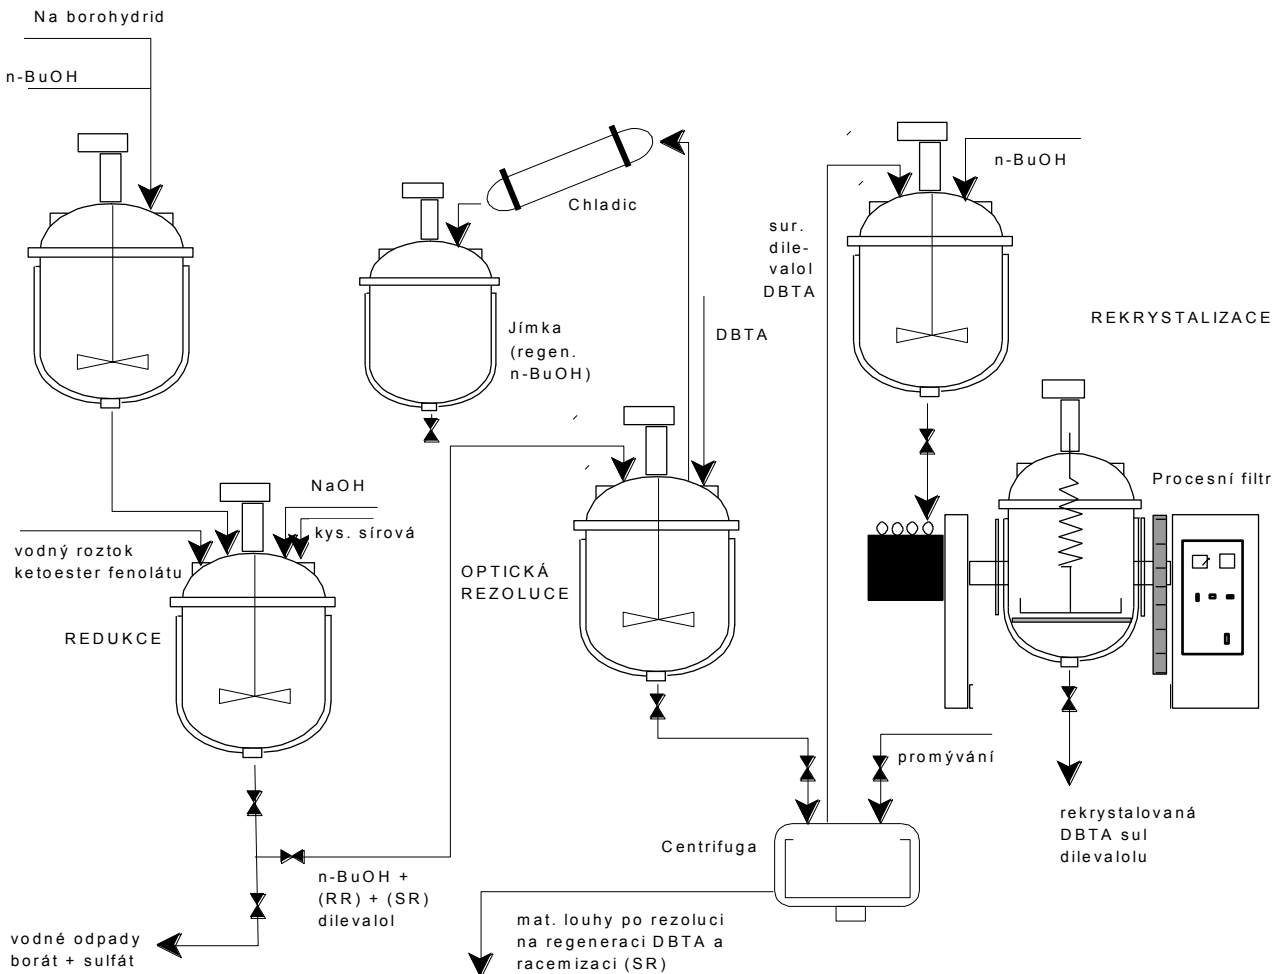 Na borohydrid
n-BuOH
Chladic
n-BuOH
sur.
dile-
valol
DBTA
REKRYSTALIZACE
Jímka
(regen.
n-BuOH)
DBTA
Procesní filtr
NaOH
kys. sírová
vodný roztok
ketoester fenolátu
OPTICKÁ
REZOLUCE
REDUKCE
promývání
rekrystalovaná
DBTA sul
dilevalolu
Centrifuga
n-BuOH +
(RR) + (SR)
dilevalol
mat. louhy po rezoluci
na regeneraci DBTA a
racemizaci (SR)
vodné odpady
borát + sulfát